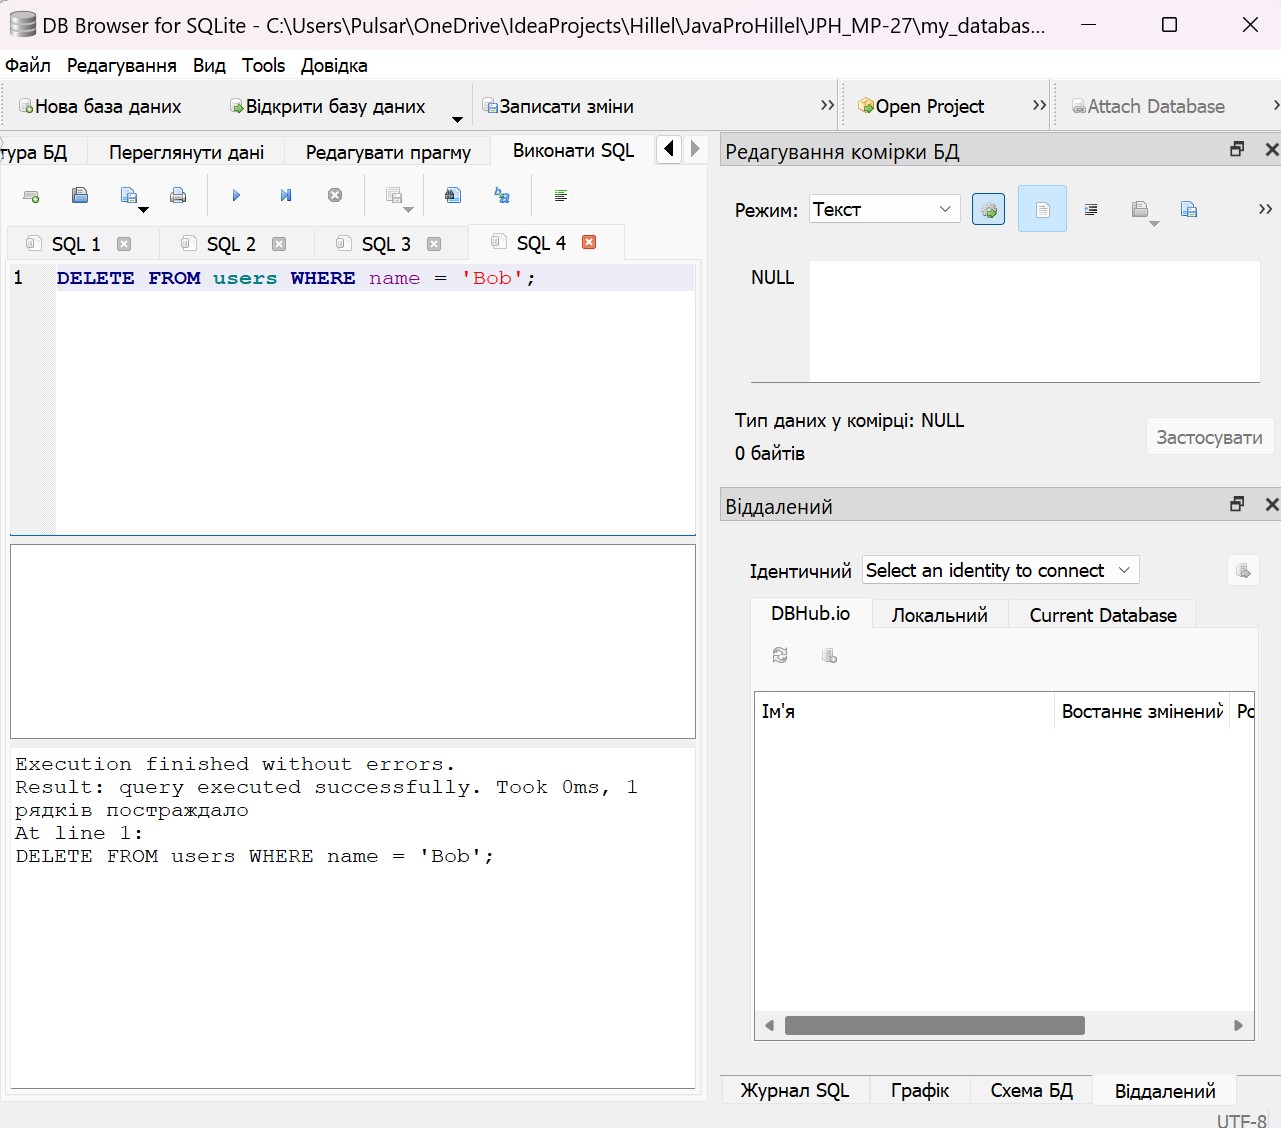 DB Browser for SQLite - C:\Users\Pulsar\OneDrive\IdeaProjects\Hillel\JavaProHillel\JPH_MP-27\my_databas...
Файл Редагування Вид Tools Довідка
Нова база даних Відкрити базу даних Записати зміни » Open Project » Attach Database
тура БД Переглянути дані Редагувати прагму Виконати SQL
SQL 1 SQL 2 SQL 3 SQL 4
1 DELETE FROM users WHERE name = 'Bob';
Execution finished without errors.
Result: query executed successfully. Took 0ms, 1
рядків постраждало
At line 1:
DELETE FROM users WHERE name = 'Bob';
Редагування комірки БД
Режим: Текст »
NULL
Тип даних у комірці: NULL
0 байтів
Застосувати
Віддалений
Ідентичний Select an identity to connect
DBHub.io Локальний Current Database
Ім'я Востаннє змінений Рс
Журнал SQL Графік Схема БД Віддалений
UTF-8